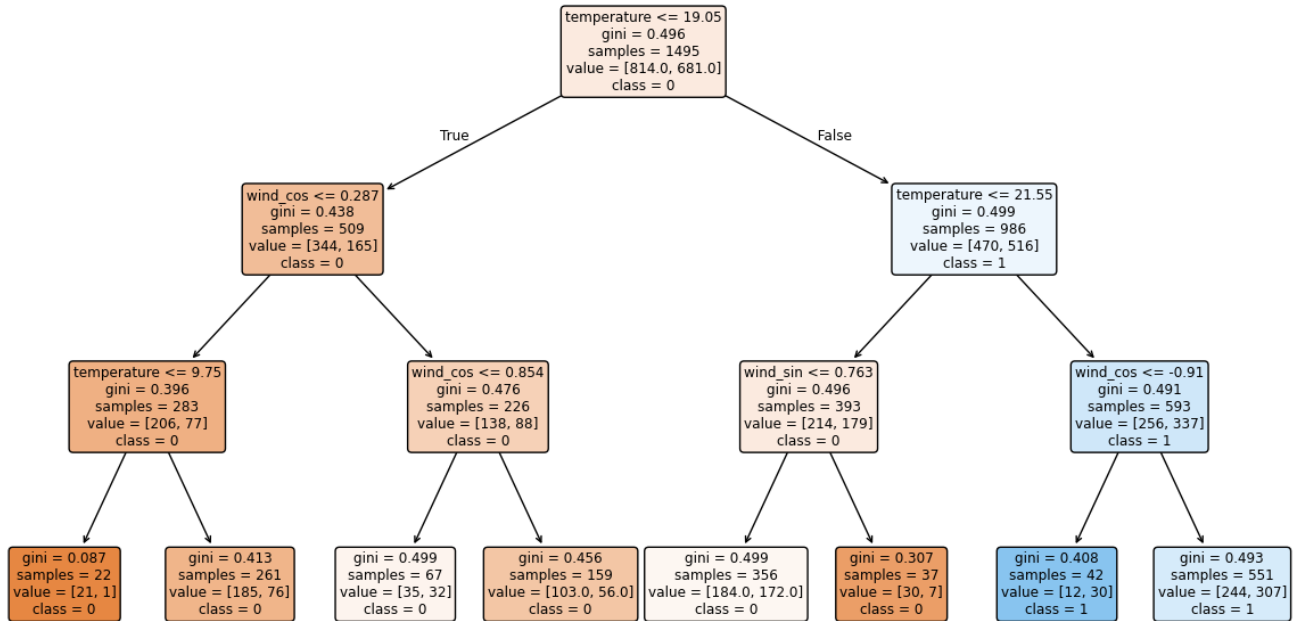 temperature <= 19.05
gini = 0.496
samples = 1495
value = [814.0, 681.0]
class = 0
True
False
wind_cos <= 0.287
gini = 0.438
samples = 509
value = [344, 165]
class = 0
temperature <= 21.55
gini = 0.499
samples = 986
value = [470, 516]
class = 1
temperature <= 9.75
gini = 0.396
samples = 283
value = [206, 77]
class = 0
wind_cos <= 0.854
gini = 0.476
samples = 226
value = [138, 88]
class = 0
wind_sin <= 0.763
gini = 0.496
samples = 393
value = [214, 179]
class = 0
wind_cos <= -0.91
gini = 0.491
samples = 593
value = [256, 337]
class = 1
gini = 0.087
samples = 22
value = [21, 1]
class = 0
gini = 0.413
samples = 261
value = [185, 76]
class = 0
gini = 0.499
samples = 67
value = [35, 32]
class = 0
gini = 0.456
samples = 159
value = [103.0, 56.0]
class = 0
gini = 0.499
samples = 356
value = [184.0, 172.0]
class = 0
gini = 0.307
samples = 37
value = [30, 7]
class = 0
gini = 0.408
samples = 42
value = [12, 30]
class = 1
gini = 0.493
samples = 551
value = [244, 307]
class = 1